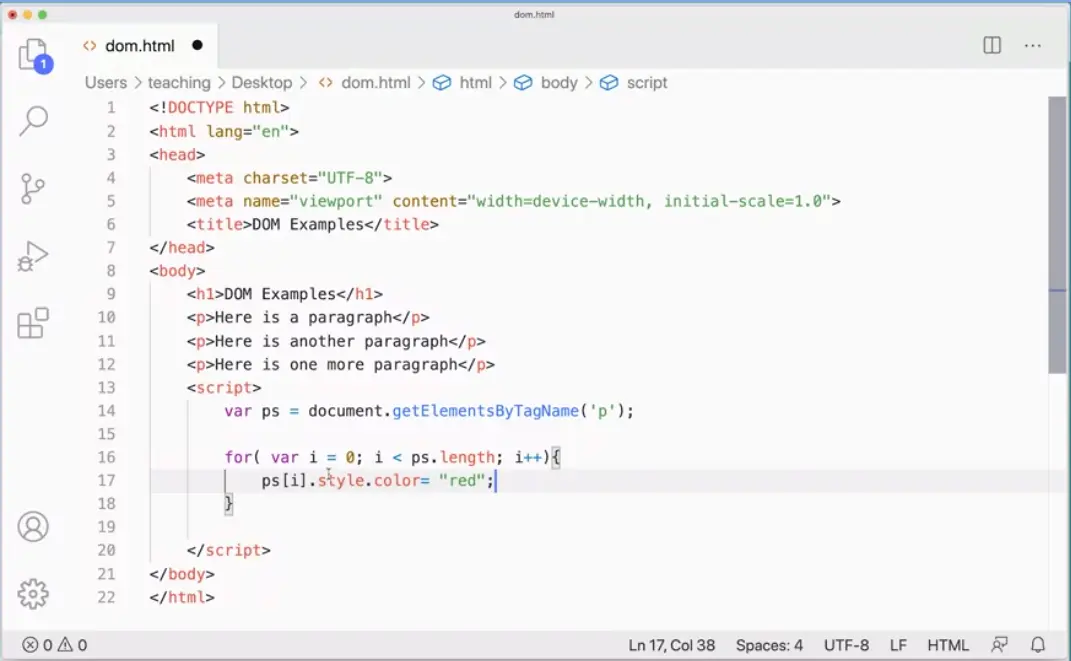 dom.html
1
dom.html
Users > teaching > Desktop > <> dom.html > html > body > script
1 <!DOCTYPE html>
2 <html lang="en">
3 <head>
4     <meta charset="UTF-8">
5     <meta name="viewport" content="width=device-width, initial-scale=1.0">
6     <title>DOM Examples</title>
7 </head>
8 <body>
9     <h1>DOM Examples</h1>
10     <p>Here is a paragraph</p>
11     <p>Here is another paragraph</p>
12     <p>Here is one more paragraph</p>
13     <script>
14         var ps = document.getElementsByTagName('p');
15
16         for( var i = 0; i < ps.length; i++){
17             ps[i].style.color= "red";
18         }
19
20     </script>
21 </body>
22 </html>
0 0 Ln 17, Col 38 Spaces: 4 UTF-8 LF HTML